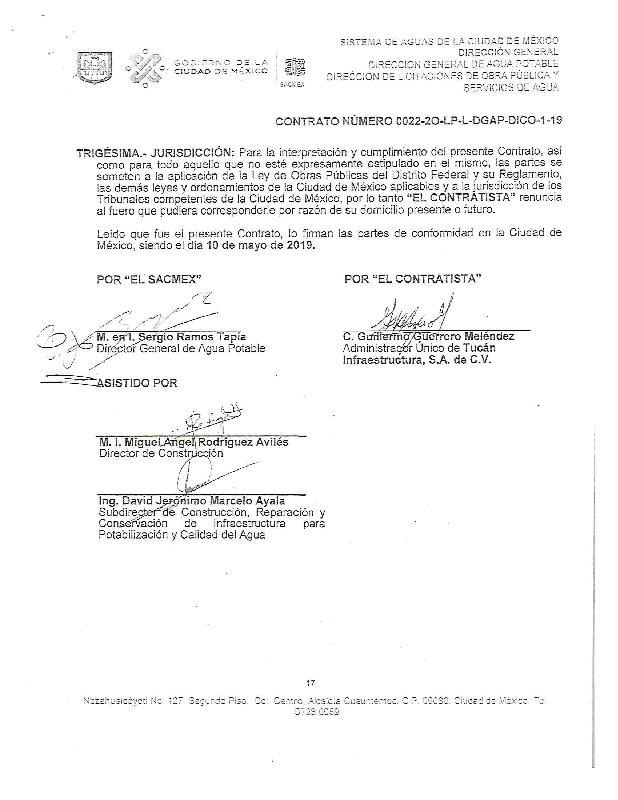 SISTEMA DE AGUAS DE LA CIUDAD DE MÉXICO
DIRECCIÓN GENERAL
DIRECCIÓN GENERAL DE AGUA POTABLE
DIRECCIÓN DE LICITACIONES DE OBRA PÚBLICA Y
SERVICIOS DE AGUA
GOBIERNO DE LA
CIUDAD DE MÉXICO
SACMEX
CONTRATO NÚMERO 0022-2O-LP-L-DGAP-DICO-1-19
TRIGÉSIMA.- JURISDICCIÓN: Para la interpretación y cumplimiento del presente Contrato, así
como para todo aquello que no esté expresamente estipulado en el mismo, las partes se
someten a la aplicación de la Ley de Obras Públicas del Distrito Federal y su Reglamento,
las demás leyes y ordenamientos de la Ciudad de México aplicables y a la jurisdicción de los
Tribunales competentes de la Ciudad de México, por lo tanto "EL CONTRATISTA" renuncia
al fuero que pudiera corresponderle por razón de su domicilio presente o futuro.
Leído que fue el presente Contrato, lo firman las partes de conformidad en la Ciudad de
México, siendo el día 10 de mayo de 2019.
POR "EL SACMEX"
POR "EL CONTRATISTA"
M. en I. Sergio Ramos Tapia
Director General de Agua Potable
C. Guillermo Guerrero Meléndez
Administrador Único de Tucán
Infraestructura, S.A. de C.V.
ASISTIDO POR
M. I. Miguel Angel Rodríguez Avilés
Director de Construcción
Ing. David Jerónimo Marcelo Ayala
Subdirector de Construcción, Reparación y
Conservación de Infraestructura para
Potabilización y Calidad del Agua
17
Nezahualcóyotl No. 127, Segundo Piso, Col. Centro, Alcaldía Cuauhtémoc, C.P. 06080, Ciudad de México, Tel.